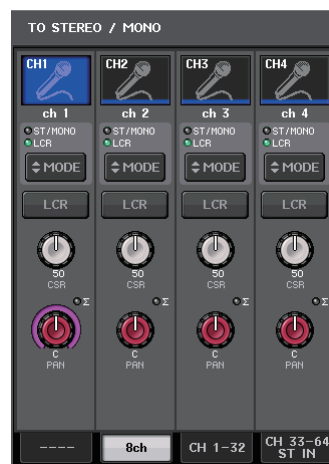 TO STEREO / MONO
CH1 CH2 CH3 CH4
ch 1 ch 2 ch 3 ch 4
ST/MONO ST/MONO ST/MONO ST/MONO
LCR LCR LCR LCR
MODE MODE MODE MODE
LCR LCR LCR LCR
50 50 50 50
CSR CSR CSR CSR
Σ Σ Σ Σ
C C C C
PAN PAN PAN PAN
---- 8ch CH 1-32 CH 33-64
ST IN